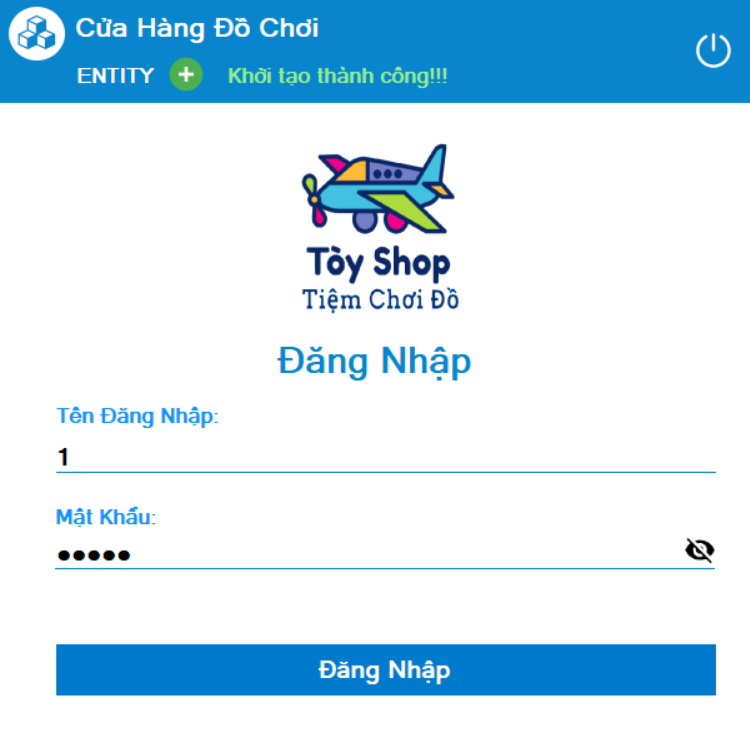 Cửa Hàng Đồ Chơi
ENTITY + Khởi tạo thành công!!!
Tòy Shop
Tiệm Chơi Đồ
Đăng Nhập
Tên Đăng Nhập:
1
Mật Khẩu:
●●●●●
Đăng Nhập